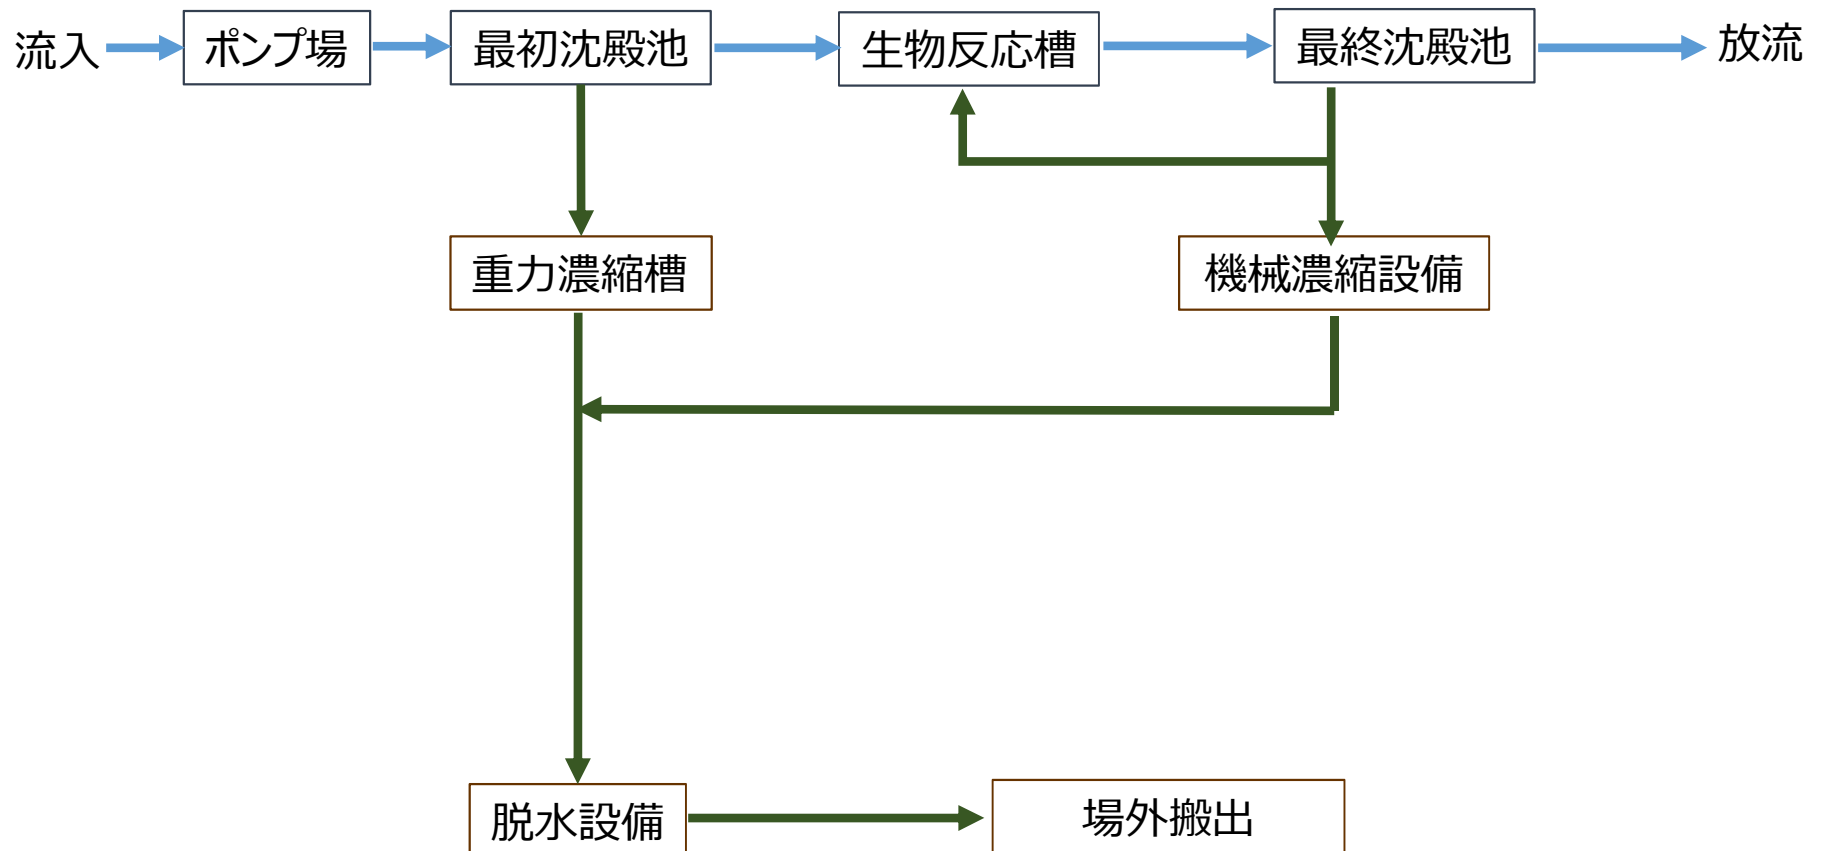 流入
ポンプ場
最初沈殿池
生物反応槽
最終沈殿池
放流
重力濃縮槽
機械濃縮設備
脱水設備
場外搬出